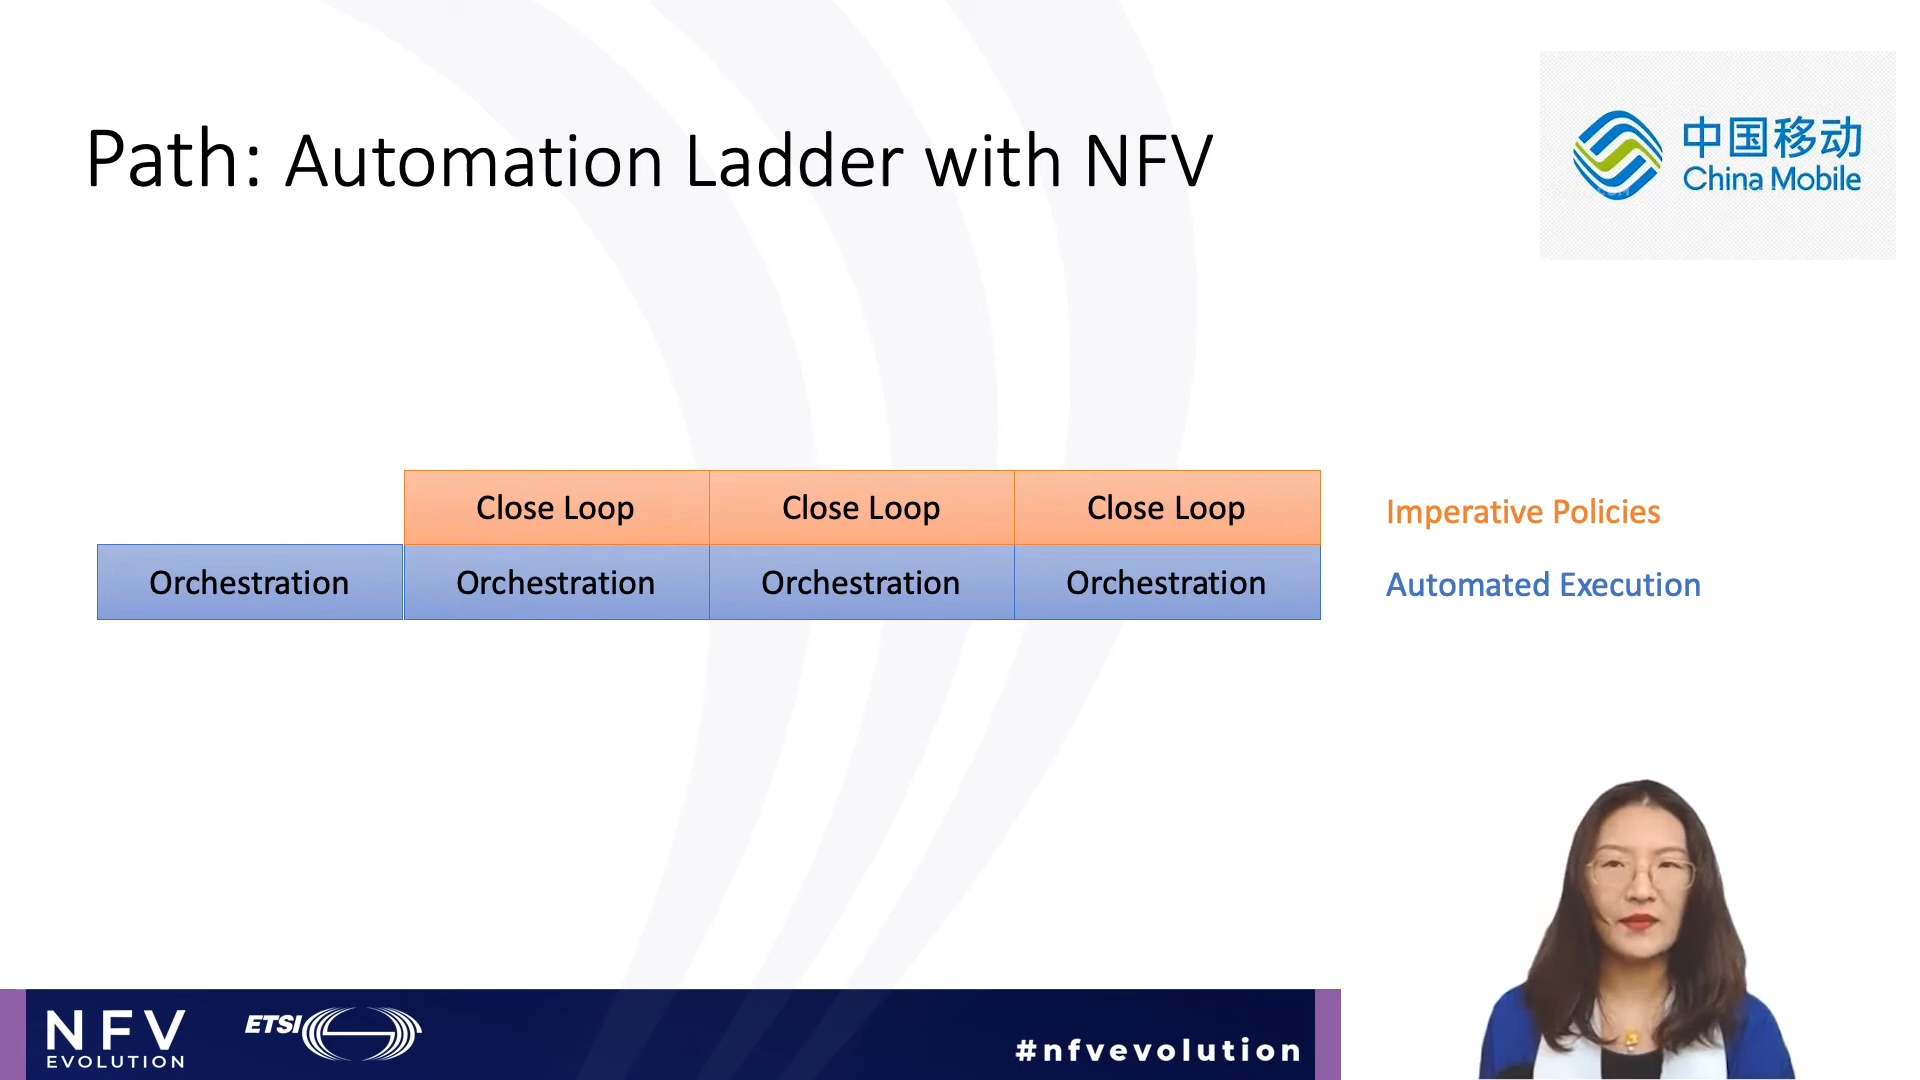 Path: Automation Ladder with NFV
中国移动
China Mobile
Close Loop Close Loop Close Loop Imperative Policies
Orchestration Orchestration Orchestration Orchestration Automated Execution
NFV
EVOLUTION
ETSI
#nfvevolution